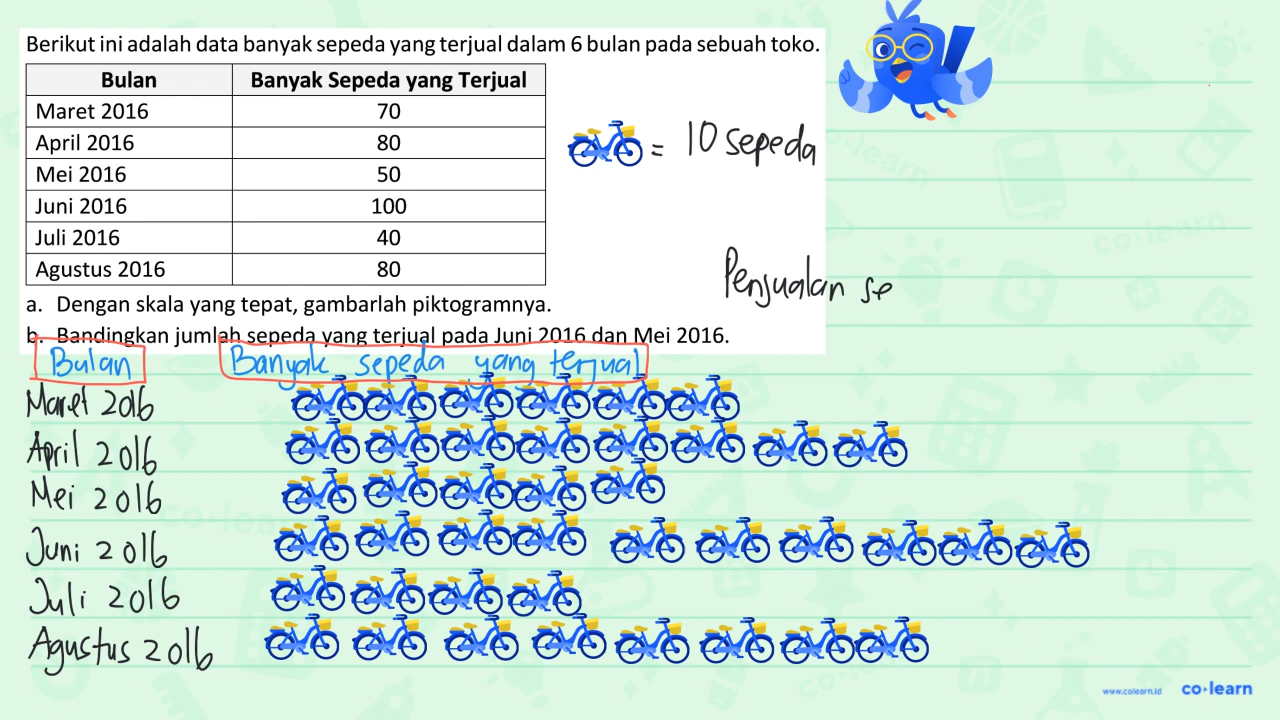 Berikut ini adalah data banyak sepeda yang terjual dalam 6 bulan pada sebuah toko.
Bulan Banyak Sepeda yang Terjual
Maret 2016 70
April 2016 80
Mei 2016 50
Juni 2016 100
Juli 2016 40
Agustus 2016 80
= 10 sepeda
Penjualan se
a. Dengan skala yang tepat, gambarlah piktogramnya.
b. Bandingkan jumlah sepeda yang terjual pada Juni 2016 dan Mei 2016.
Bulan Banyak sepeda yang terjual
Maret 2016
April 2016
Mei 2016
Juni 2016
Juli 2016
Agustus 2016
www.colearn.id co·learn